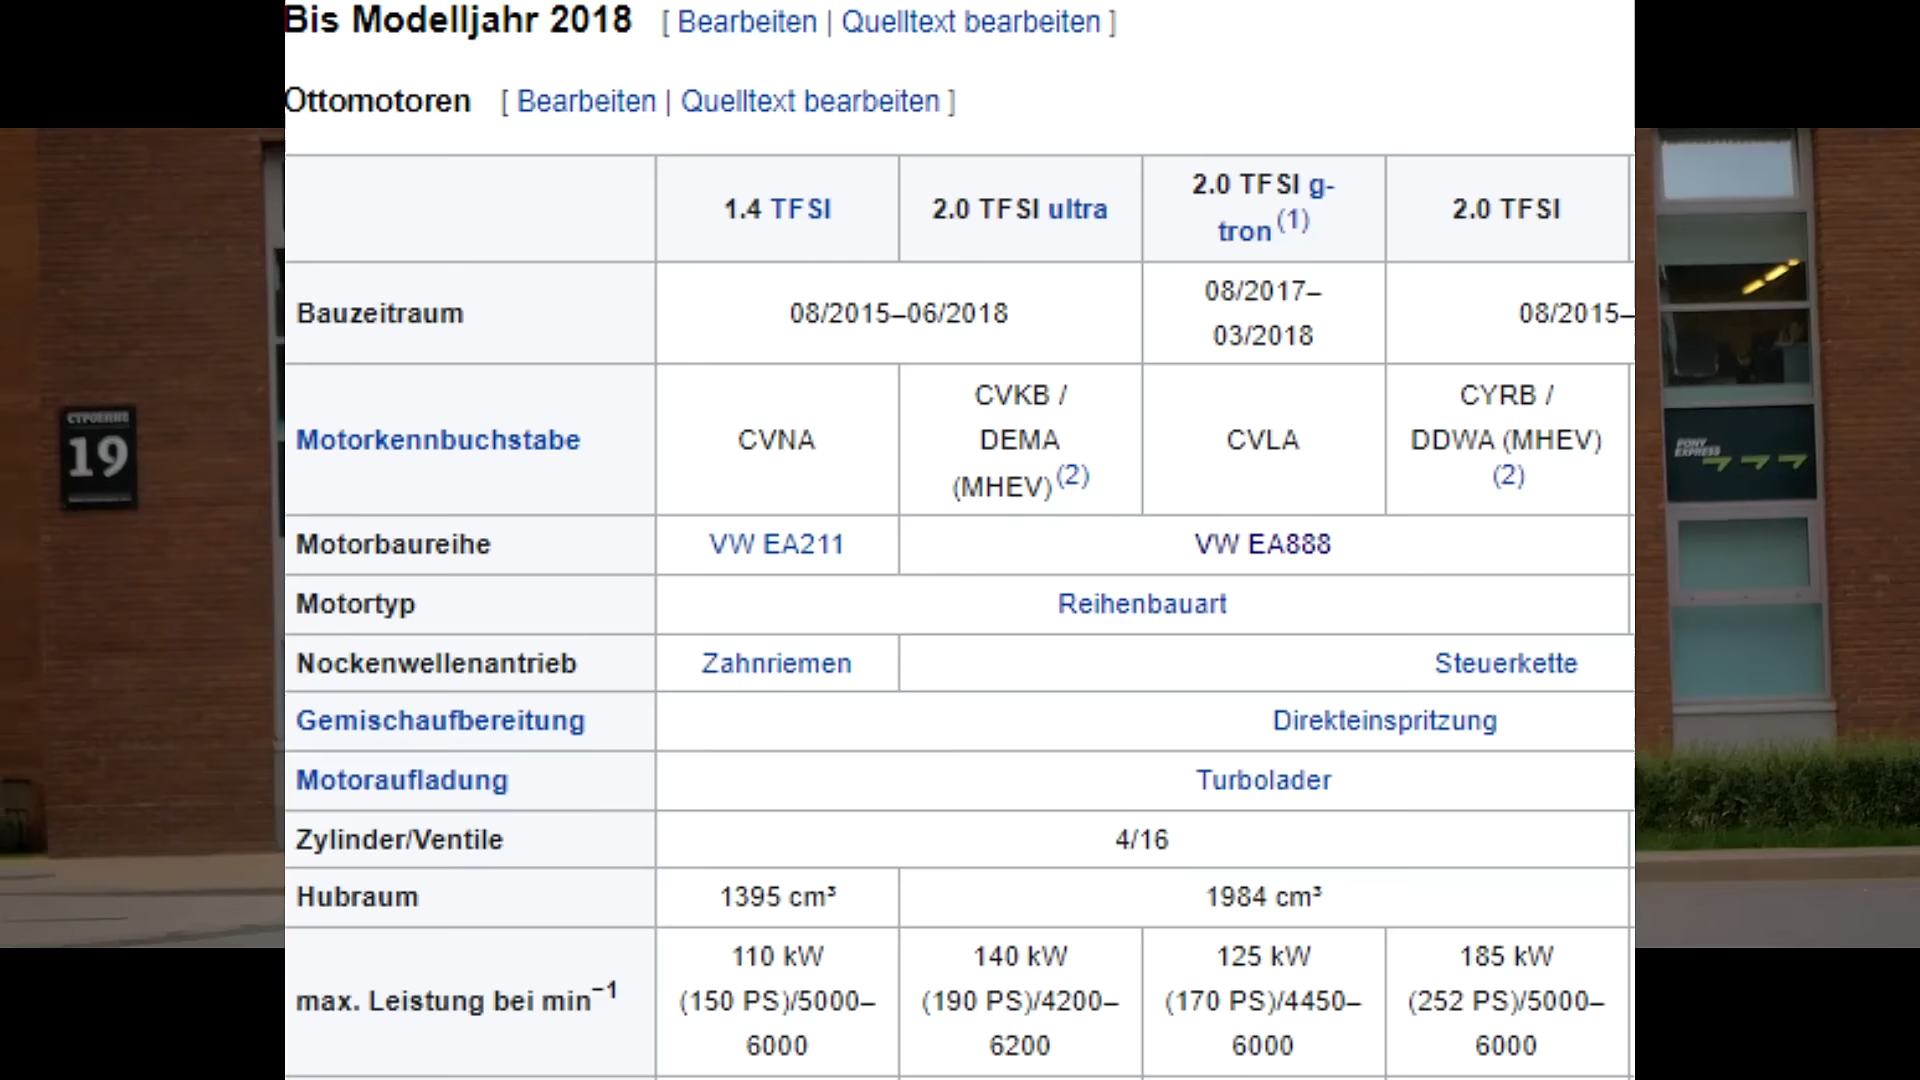 Bis Modelljahr 2018 [ Bearbeiten | Quelltext bearbeiten ]
Ottomotoren [ Bearbeiten | Quelltext bearbeiten ]
1.4 TFSI
2.0 TFSI ultra
2.0 TFSI g-
tron (1)
2.0 TFSI
Bauzeitraum
08/2015–06/2018
08/2017–
03/2018
08/2015–
Motorkennbuchstabe
CVNA
CVKB /
DEMA
(MHEV) (2)
CVLA
CYRB /
DDWA (MHEV)
(2)
Motorbaureihe
VW EA211
VW EA888
Motortyp
Reihenbauart
Nockenwellenantrieb
Zahnriemen
Steuerkette
Gemischaufbereitung
Direkteinspritzung
Motoraufladung
Turbolader
Zylinder/Ventile
4/16
Hubraum
1395 cm³
1984 cm³
max. Leistung bei min⁻¹
110 kW
(150 PS)/5000–
6000
140 kW
(190 PS)/4200–
6200
125 kW
(170 PS)/4450–
6000
185 kW
(252 PS)/5000–
6000
СТРОЕНИЕ
19
PONY
EXPRESS